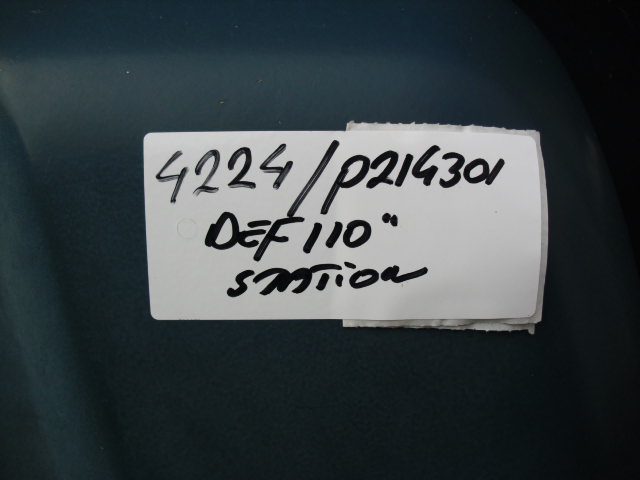 4224/P214301
DEF 110"
STATION